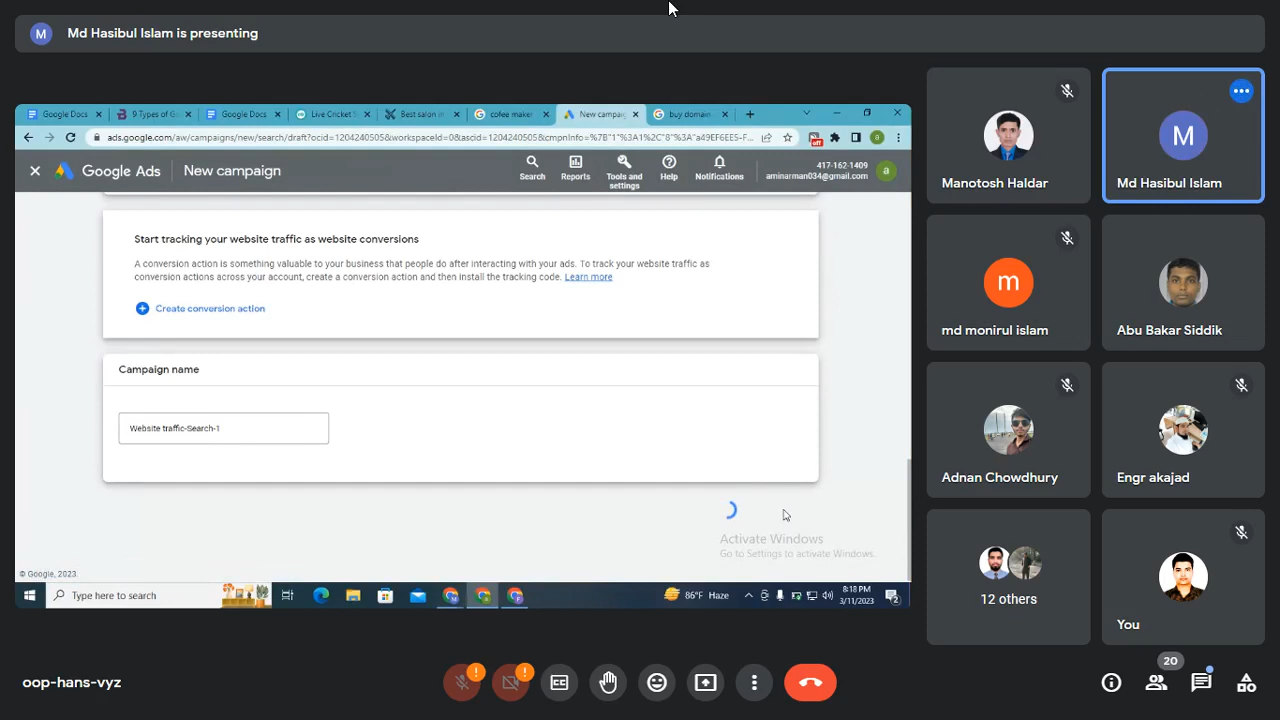 M Md Hasibul Islam is presenting
Google Docs
9 Types of G
Google Docs
Live Cricket S
Best salon in
cofee maker
New campaig
buy domain
ads.google.com/aw/campaigns/new/search/draft?ocid=1204240505&workspaceId=0&ascid=1204240505&cmpnInfo=%7B"1"%3A1%2C"8"%3A"a49EF6E5-F...
off
a
Google Ads
New campaign
Search
Reports
Tools and settings
Help
Notifications
417-162-1409
aminarman034@gmail.com
a
Start tracking your website traffic as website conversions
A conversion action is something valuable to your business that people do after interacting with your ads. To track your website traffic as
conversion actions across your account, create a conversion action and then install the tracking code. Learn more
Create conversion action
Campaign name
Website traffic-Search-1
Activate Windows
Go to Settings to activate Windows.
© Google, 2023.
Type here to search
86°F Haze
8:18 PM
3/11/2023
2
Manotosh Haldar
M
Md Hasibul Islam
m
md monirul islam
Abu Bakar Siddik
Adnan Chowdhury
Engr akajad
12 others
You
oop-hans-vyz
20